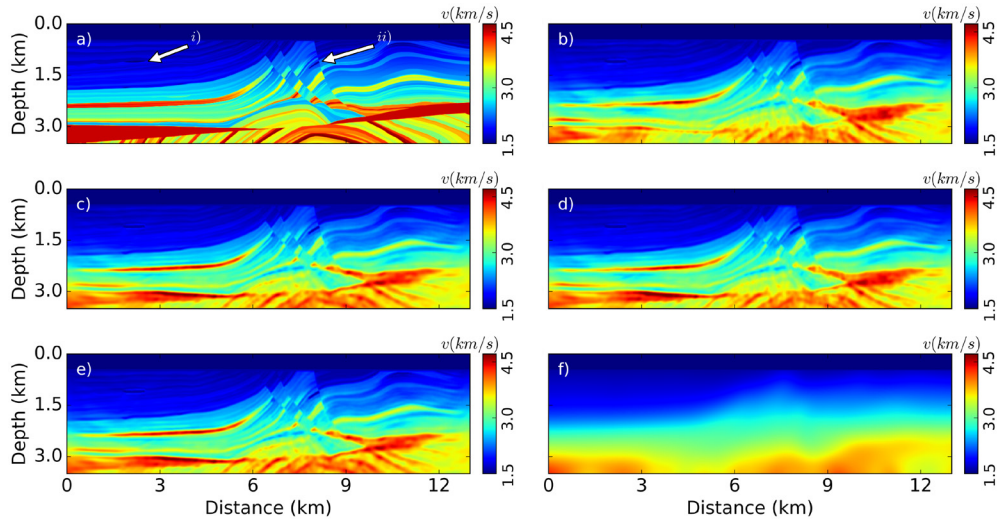 v(km/s) v(km/s)
0.0 a) i) ii) 4.5 b) 4.5
Depth (km) 1.5 3.0 3.0
3.0 1.5 1.5
v(km/s) v(km/s)
0.0 c) 4.5 d) 4.5
Depth (km) 1.5 3.0 3.0
3.0 1.5 1.5
v(km/s) v(km/s)
0.0 e) 4.5 f) 4.5
Depth (km) 1.5 3.0 3.0
3.0 1.5 1.5
0 3 6 9 12 0 3 6 9 12
Distance (km) Distance (km)